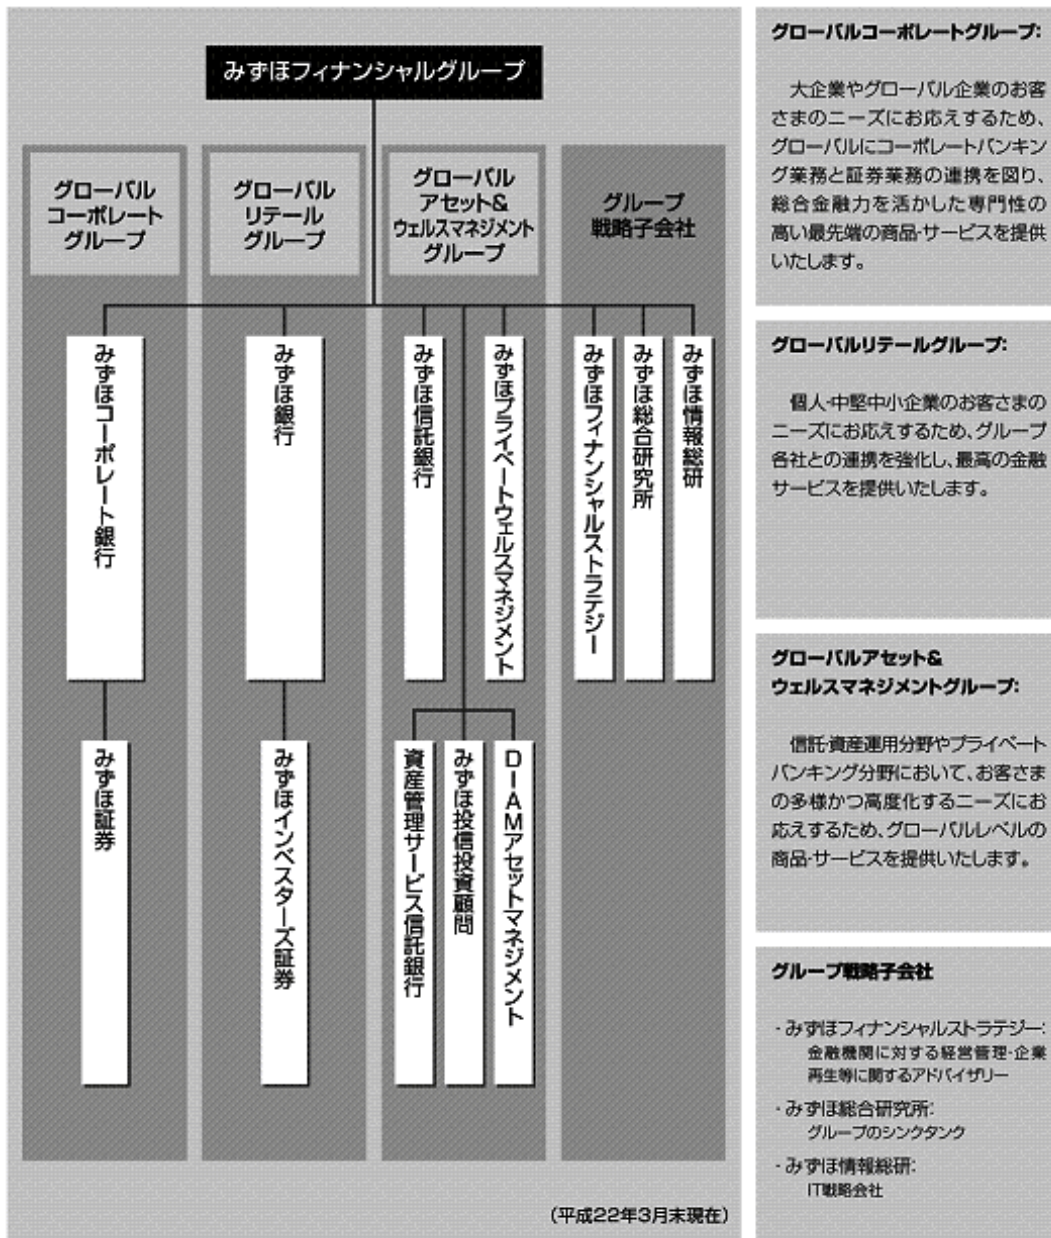 みずほフィナンシャルグループ
グローバル
コーポレート
グループ
グローバル
リテール
グループ
グローバル
アセット&
ウェルスマネジメント
グループ
グループ
戦略子会社
みずほコーポレート銀行
みずほ銀行
みずほ信託銀行
みずほプライベートウェルスマネジメント
みずほフィナンシャルストラテジー
みずほ総合研究所
みずほ情報総研
みずほ証券
みずほインベスターズ証券
資産管理サービス信託銀行
みずほ投信投資顧問
DIAMアセットマネジメント
(平成22年3月末現在)
グローバルコーポレートグループ:
大企業やグローバル企業のお客
さまのニーズにお応えするため、
グローバルにコーポレートバンキン
グ業務と証券業務の連携を図り、
総合金融力を活かした専門性の
高い最先端の商品・サービスを提供
いたします。
グローバルリテールグループ:
個人・中堅中小企業のお客さまの
ニーズにお応えするため、グループ
各社との連携を強化し、最高の金融
サービスを提供いたします。
グローバルアセット&
ウェルスマネジメントグループ:
信託・資産運用分野やプライベート
バンキング分野において、お客さま
の多様かつ高度化するニーズにお
応えするため、グローバルレベルの
商品・サービスを提供いたします。
グループ戦略子会社
・みずほフィナンシャルストラテジー:
金融機関に対する経営管理・企業
再生等に関するアドバイザリー
・みずほ総合研究所:
グループのシンクタンク
・みずほ情報総研:
IT戦略会社